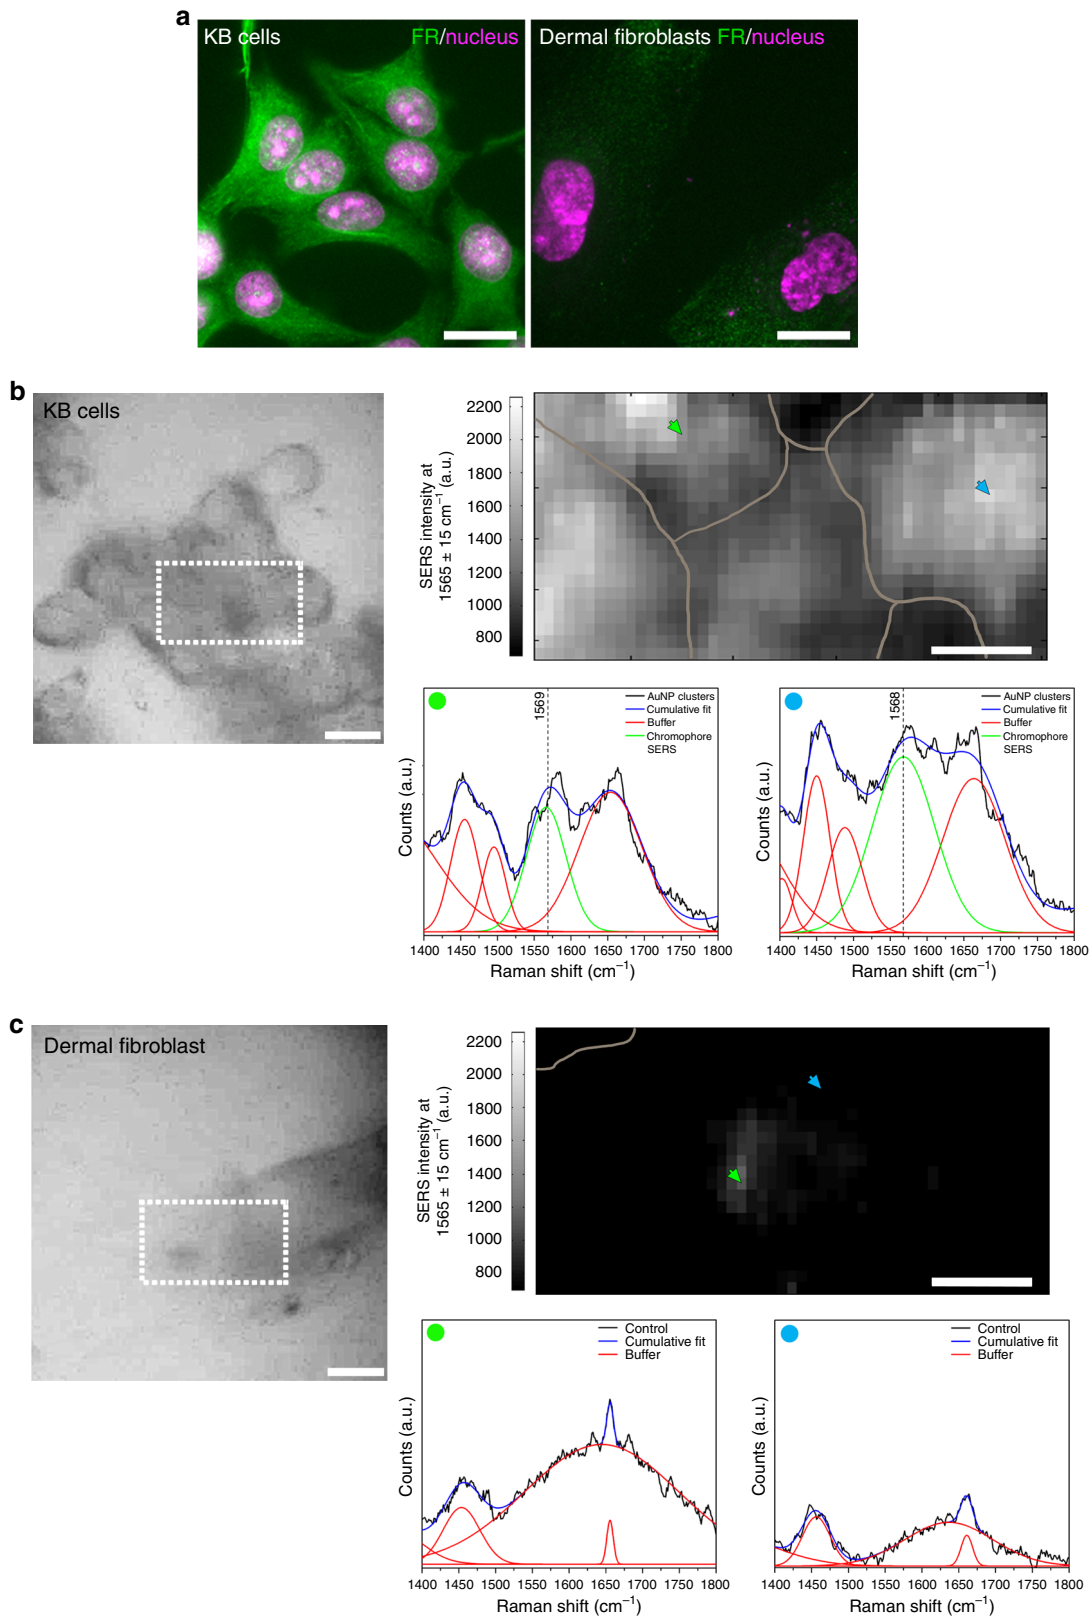 a
KB cells FR/nucleus
Dermal fibroblasts FR/nucleus
b
KB cells
SERS intensity at
1565 ± 15 cm⁻¹ (a.u.)
2200
2000
1800
1600
1400
1200
1000
800
1569
AuNP clusters
Cumulative fit
Buffer
Chromophore
SERS
Counts (a.u.)
1400 1450 1500 1550 1600 1650 1700 1750 1800
Raman shift (cm⁻¹)
1568
AuNP clusters
Cumulative fit
Buffer
Chromophore
SERS
Counts (a.u.)
1400 1450 1500 1550 1600 1650 1700 1750 1800
Raman shift (cm⁻¹)
c
Dermal fibroblast
SERS intensity at
1565 ± 15 cm⁻¹ (a.u.)
2200
2000
1800
1600
1400
1200
1000
800
Control
Cumulative fit
Buffer
Counts (a.u.)
1400 1450 1500 1550 1600 1650 1700 1750 1800
Raman shift (cm⁻¹)
Control
Cumulative fit
Buffer
Counts (a.u.)
1400 1450 1500 1550 1600 1650 1700 1750 1800
Raman shift (cm⁻¹)